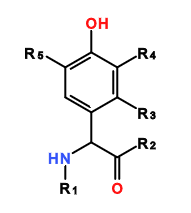 OH
R₅ R₄
R₃
HN R₂
R₁ O